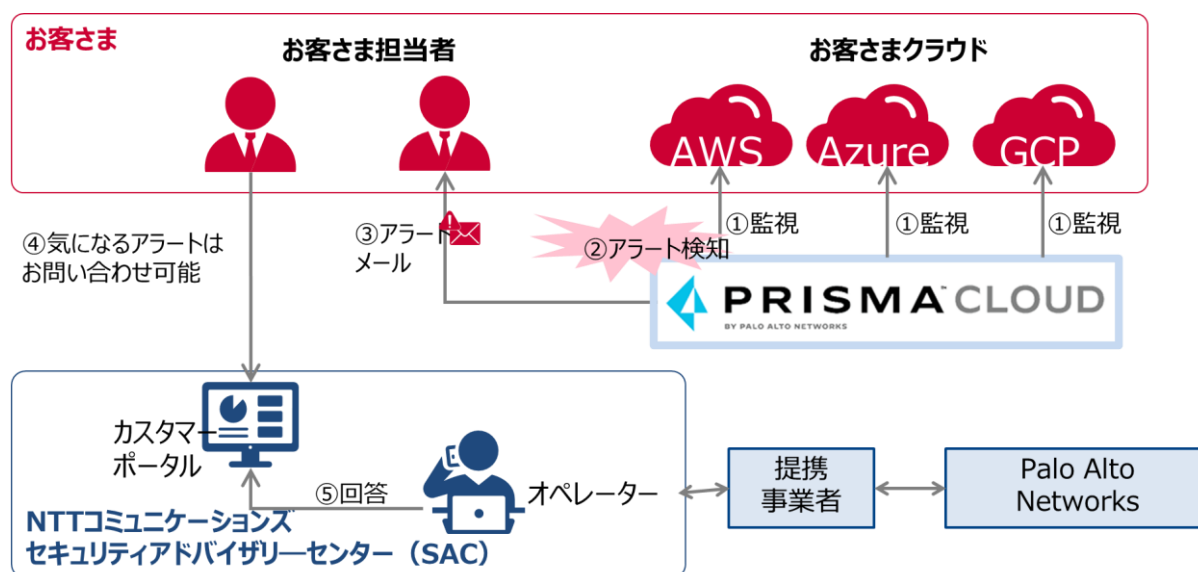 お客さま
お客さま担当者
お客さまクラウド
AWS
Azure
GCP
④気になるアラートは
お問い合わせ可能
③アラート
メール
②アラート検知
①監視
①監視
①監視
PRISMA™ CLOUD
BY PALO ALTO NETWORKS
カスタマー
ポータル
⑤回答
オペレーター
NTTコミュニケーションズ
セキュリティアドバイザリ―センター（SAC）
提携
事業者
Palo Alto
Networks